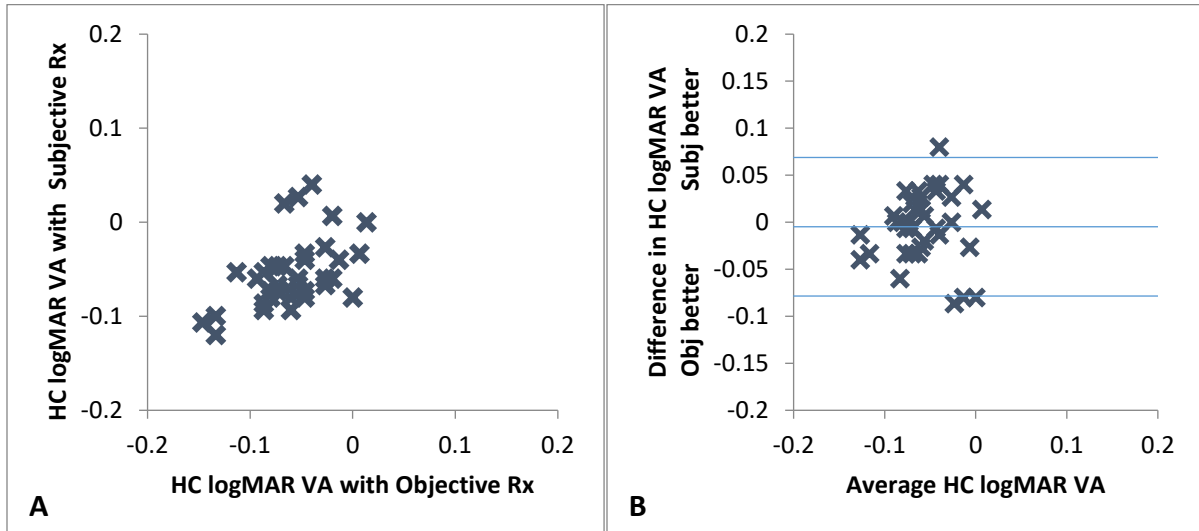 HC logMAR VA with Subjective Rx
0.2
0.1
0
-0.1
-0.2
-0.2 -0.1 0 0.1 0.2
HC logMAR VA with Objective Rx
A
Difference in HC logMAR VA
Obj better Subj better
0.2
0.15
0.1
0.05
0
-0.05
-0.1
-0.15
-0.2
-0.2 -0.1 0 0.1 0.2
Average HC logMAR VA
B